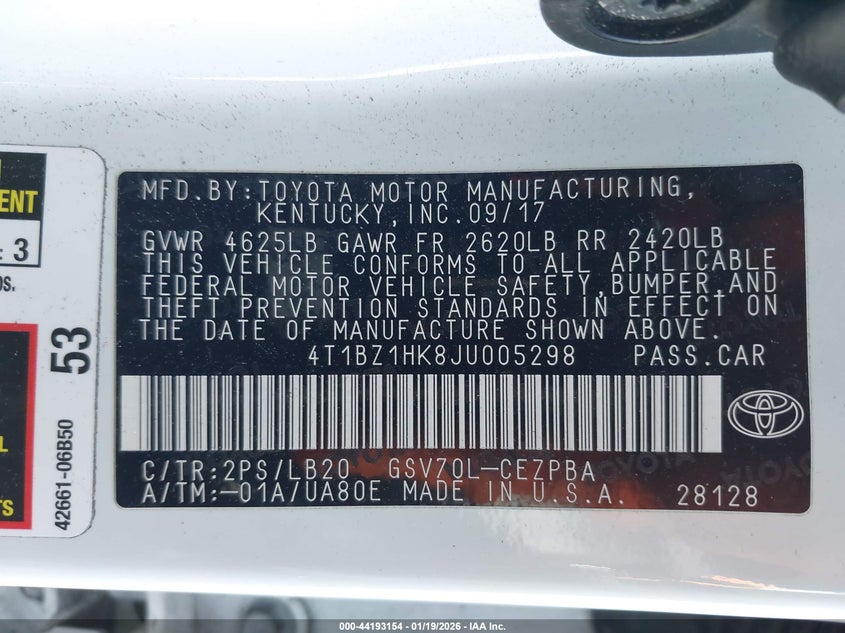 MFD.BY:TOYOTA MOTOR MANUFACTURING,
KENTUCKY,INC.09/17
GVWR 4625LB GAWR FR 2620LB RR 2420LB
THIS VEHICLE CONFORMS TO ALL APPLICABLE
FEDERAL MOTOR VEHICLE SAFETY,BUMPER,AND
THEFT PREVENTION STANDARDS IN EFFECT ON
THE DATE OF MANUFACTURE SHOWN ABOVE.
4T1BZ1HK8JU005298 PASS.CAR
C/TR:2PS/LB20 GSV70L-CEZPBA
A/TM:-01A/UA80E MADE IN U.S.A. 28128
3
53
42661-06B50
000-44193154 - 01/19/2026 - IAA Inc.